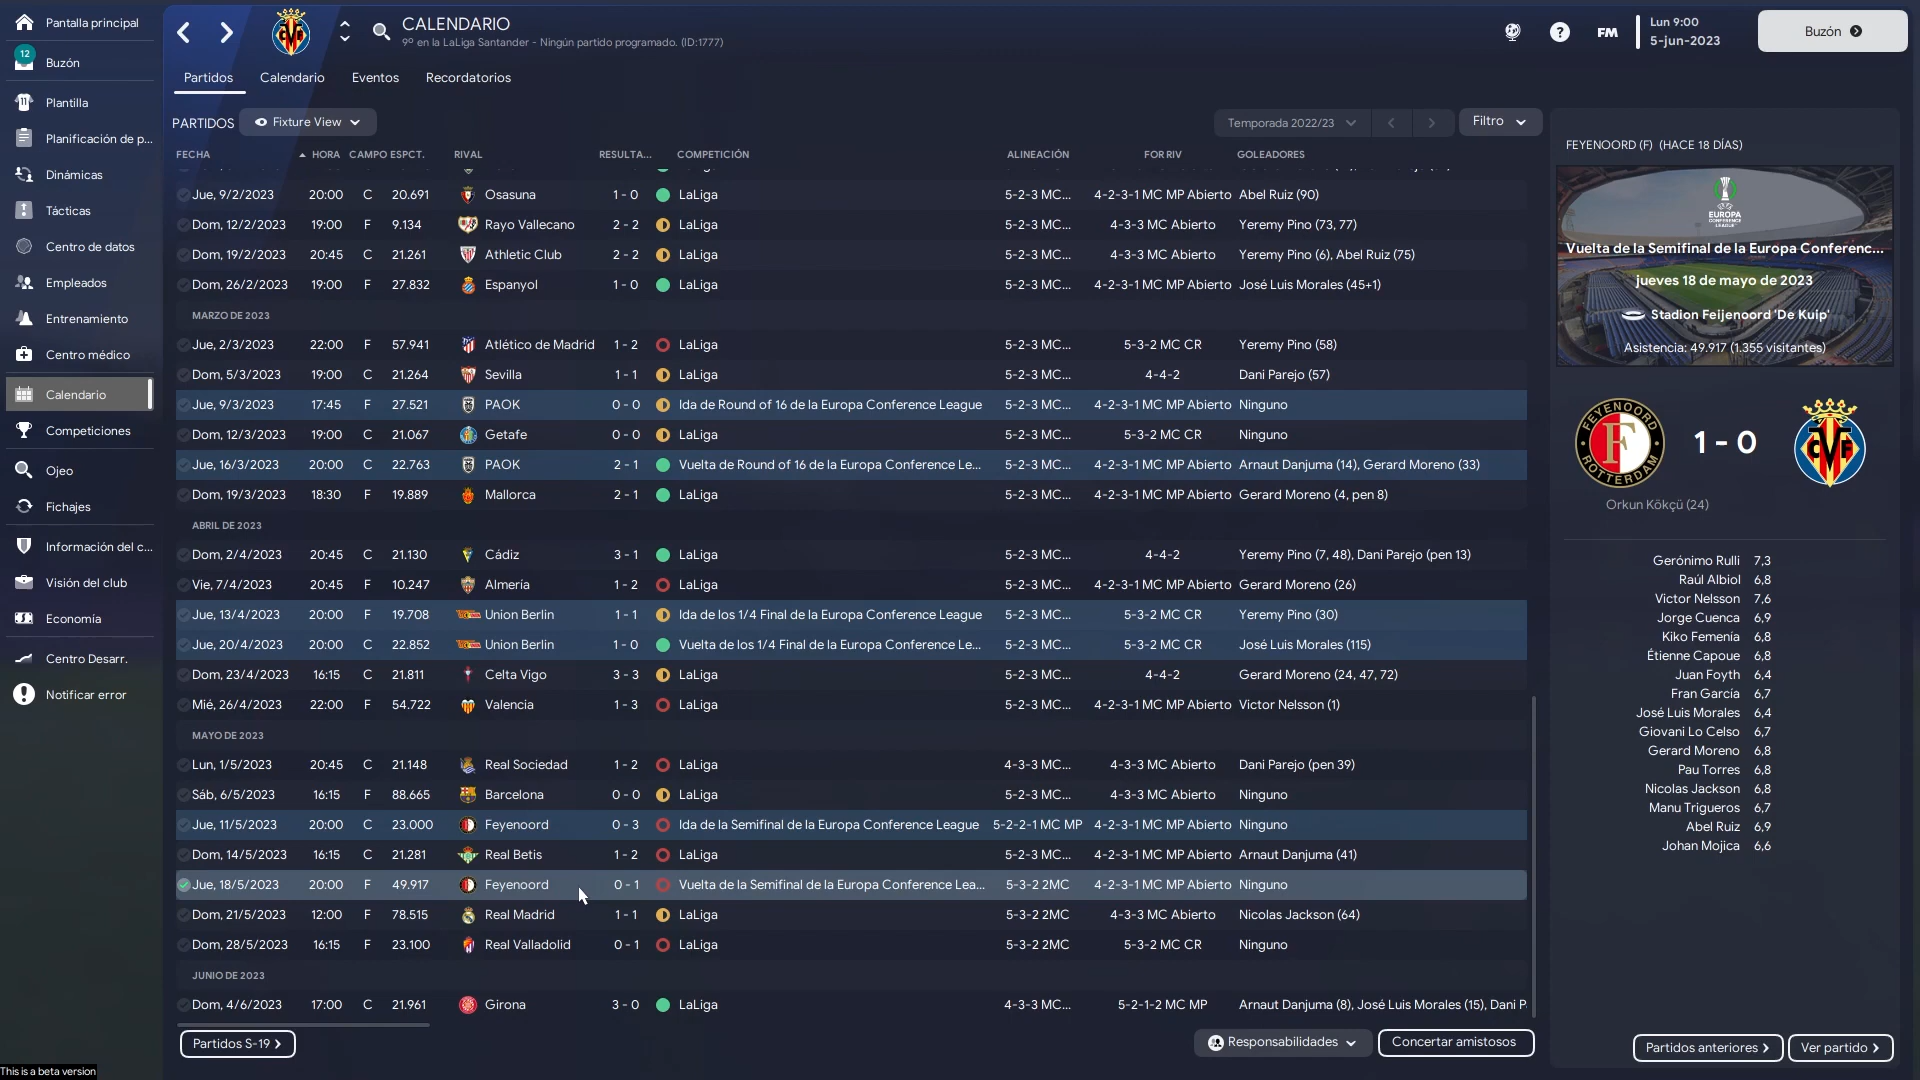 Pantalla principal
12
Buzón
Plantilla
Planificación de p...
Dinámicas
Tácticas
Centro de datos
Empleados
Entrenamiento
Centro médico
Calendario
Competiciones
Ojeo
Fichajes
Información del c...
Visión del club
Economía
Centro Desarr.
Notificar error
This is a beta version
CALENDARIO
9º en la LaLiga Santander - Ningún partido programado. (ID:1777)
FM
Lun 9:00
5-jun-2023
Buzón
Partidos Calendario Eventos Recordatorios
PARTIDOS Fixture View Temporada 2022/23 Filtro
FECHA HORA CAMPO ESPCT. RIVAL RESULTA... COMPETICIÓN ALINEACIÓN FOR RIV GOLEADORES
Jue, 9/2/2023 20:00 C 20.691 Osasuna 1 - 0 LaLiga 5-2-3 MC... 4-2-3-1 MC MP Abierto Abel Ruiz (90)
Dom, 12/2/2023 19:00 F 9.134 Rayo Vallecano 2 - 2 LaLiga 5-2-3 MC... 4-3-3 MC Abierto Yeremy Pino (73, 77)
Dom, 19/2/2023 20:45 C 21.261 Athletic Club 2 - 2 LaLiga 5-2-3 MC... 4-3-3 MC Abierto Yeremy Pino (6), Abel Ruiz (75)
Dom, 26/2/2023 19:00 F 27.832 Espanyol 1 - 0 LaLiga 5-2-3 MC... 4-2-3-1 MC MP Abierto José Luis Morales (45+1)
MARZO DE 2023
Jue, 2/3/2023 22:00 F 57.941 Atlético de Madrid 1 - 2 LaLiga 5-2-3 MC... 5-3-2 MC CR Yeremy Pino (58)
Dom, 5/3/2023 19:00 C 21.264 Sevilla 1 - 1 LaLiga 5-2-3 MC... 4-4-2 Dani Parejo (57)
Jue, 9/3/2023 17:45 F 27.521 PAOK 0 - 0 Ida de Round of 16 de la Europa Conference League 5-2-3 MC... 4-2-3-1 MC MP Abierto Ninguno
Dom, 12/3/2023 19:00 C 21.067 Getafe 0 - 0 LaLiga 5-2-3 MC... 5-3-2 MC CR Ninguno
Jue, 16/3/2023 20:00 C 22.763 PAOK 2 - 1 Vuelta de Round of 16 de la Europa Conference Le... 5-2-3 MC... 4-2-3-1 MC MP Abierto Arnaut Danjuma (14), Gerard Moreno (33)
Dom, 19/3/2023 18:30 F 19.889 Mallorca 2 - 1 LaLiga 5-2-3 MC... 4-2-3-1 MC MP Abierto Gerard Moreno (4, pen 8)
ABRIL DE 2023
Dom, 2/4/2023 20:45 C 21.130 Cádiz 3 - 1 LaLiga 5-2-3 MC... 4-4-2 Yeremy Pino (7, 48), Dani Parejo (pen 13)
Vie, 7/4/2023 20:45 F 10.247 Almería 1 - 2 LaLiga 5-2-3 MC... 4-2-3-1 MC MP Abierto Gerard Moreno (26)
Jue, 13/4/2023 20:00 F 19.708 Union Berlin 1 - 1 Ida de los 1/4 Final de la Europa Conference League 5-2-3 MC... 5-3-2 MC CR Yeremy Pino (30)
Jue, 20/4/2023 20:00 C 22.852 Union Berlin 1 - 0 Vuelta de los 1/4 Final de la Europa Conference Le... 5-2-3 MC... 5-3-2 MC CR José Luis Morales (115)
Dom, 23/4/2023 16:15 C 21.811 Celta Vigo 3 - 3 LaLiga 5-2-3 MC... 4-4-2 Gerard Moreno (24, 47, 72)
Mié, 26/4/2023 22:00 F 54.722 Valencia 1 - 3 LaLiga 5-2-3 MC... 4-2-3-1 MC MP Abierto Victor Nelsson (1)
MAYO DE 2023
Lun, 1/5/2023 20:45 C 21.148 Real Sociedad 1 - 2 LaLiga 4-3-3 MC... 4-3-3 MC Abierto Dani Parejo (pen 39)
Sáb, 6/5/2023 16:15 F 88.665 Barcelona 0 - 0 LaLiga 5-2-3 MC... 4-3-3 MC Abierto Ninguno
Jue, 11/5/2023 20:00 C 23.000 Feyenoord 0 - 3 Ida de la Semifinal de la Europa Conference League 5-2-2-1 MC MP 4-2-3-1 MC MP Abierto Ninguno
Dom, 14/5/2023 16:15 C 21.281 Real Betis 1 - 2 LaLiga 5-2-3 MC... 4-2-3-1 MC MP Abierto Arnaut Danjuma (41)
Jue, 18/5/2023 20:00 F 49.917 Feyenoord 0 - 1 Vuelta de la Semifinal de la Europa Conference Lea... 5-3-2 2MC 4-2-3-1 MC MP Abierto Ninguno
Dom, 21/5/2023 12:00 F 78.515 Real Madrid 1 - 1 LaLiga 5-3-2 2MC 4-3-3 MC Abierto Nicolas Jackson (64)
Dom, 28/5/2023 16:15 F 23.100 Real Valladolid 0 - 1 LaLiga 5-3-2 2MC 5-3-2 MC CR Ninguno
JUNIO DE 2023
Dom, 4/6/2023 17:00 C 21.961 Girona 3 - 0 LaLiga 4-3-3 MC... 5-2-1-2 MC MP Arnaut Danjuma (8), José Luis Morales (15), Dani P
Partidos S-19 Responsabilidades Concertar amistosos
FEYENOORD (F) (HACE 18 DÍAS)
EUROPA
CONFERENCE
LEAGUE
Vuelta de la Semifinal de la Europa Conferenc...
jueves 18 de mayo de 2023
Stadion Feijenoord 'De Kuip'
Asistencia: 49.917 (1.355 visitantes)
FEYENOORD
ROTTERDAM
1 - 0
Orkun Kökçü (24)
Gerónimo Rulli 7,3
Raúl Albiol 6,8
Victor Nelsson 7,6
Jorge Cuenca 6,9
Kiko Femenía 6,8
Étienne Capoue 6,8
Juan Foyth 6,4
Fran García 6,7
José Luis Morales 6,4
Giovani Lo Celso 6,7
Gerard Moreno 6,8
Pau Torres 6,8
Nicolas Jackson 6,8
Manu Trigueros 6,7
Abel Ruiz 6,9
Johan Mojica 6,6
Partidos anteriores Ver partido